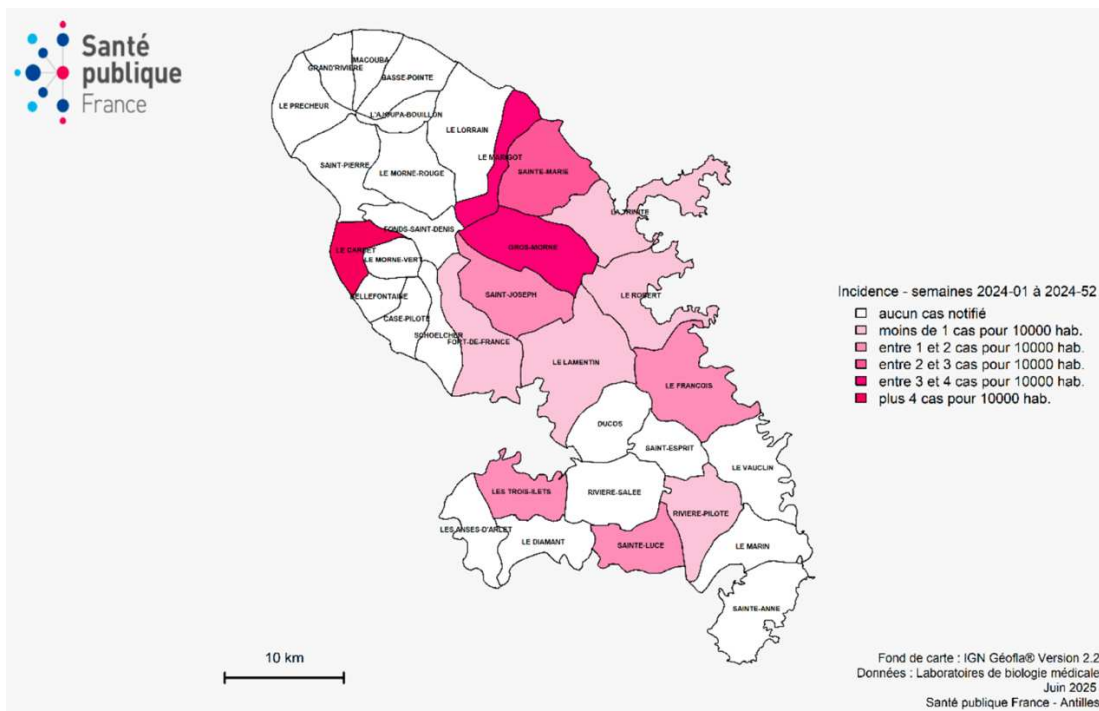 Santé
publique
France
MACOUBA
GRAND'RIVIERE
BASSE-POINTE
LE PRECHEUR
L'AJOUPA-BOUILLON
LE LORRAIN
SAINT-PIERRE
LE MORNE-ROUGE
LE MARIGOT
SAINTE-MARIE
LA TRINITE
FONDS-SAINT-DENIS
LE CARBET
GROS-MORNE
LE MORNE-VERT
SAINT-JOSEPH
LE ROBERT
BELLEFONTAINE
CASE-PILOTE
SCHOELCHER
FORT-DE-FRANCE
LE LAMENTIN
LE FRANCOIS
DUCOS
SAINT-ESPRIT
LE VAUCLIN
LES TROIS-ILETS
RIVIERE-SALEE
RIVIERE-PILOTE
LES ANSES-D'ARLET
LE DIAMANT
SAINTE-LUCE
LE MARIN
SAINTE-ANNE
Incidence - semaines 2024-01 à 2024-52
aucun cas notifié
moins de 1 cas pour 10000 hab.
entre 1 et 2 cas pour 10000 hab.
entre 2 et 3 cas pour 10000 hab.
entre 3 et 4 cas pour 10000 hab.
plus 4 cas pour 10000 hab.
10 km
Fond de carte : IGN Géofla® Version 2.2
Données : Laboratoires de biologie médicale
Juin 2025
Santé publique France - Antilles